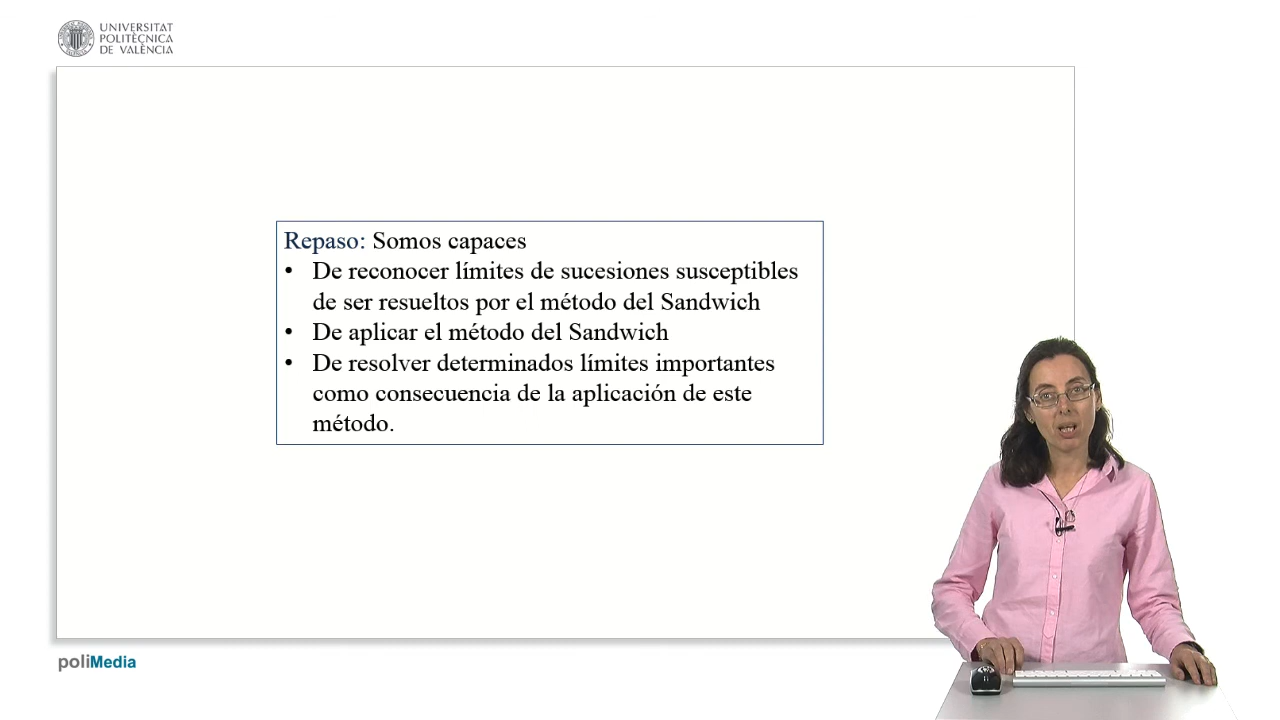 UNIVERSITAT
POLITÈCNICA
DE VALÈNCIA
Repaso: Somos capaces
• De reconocer límites de sucesiones susceptibles
de ser resueltos por el método del Sandwich
• De aplicar el método del Sandwich
• De resolver determinados límites importantes
como consecuencia de la aplicación de este
método.
poliMedia